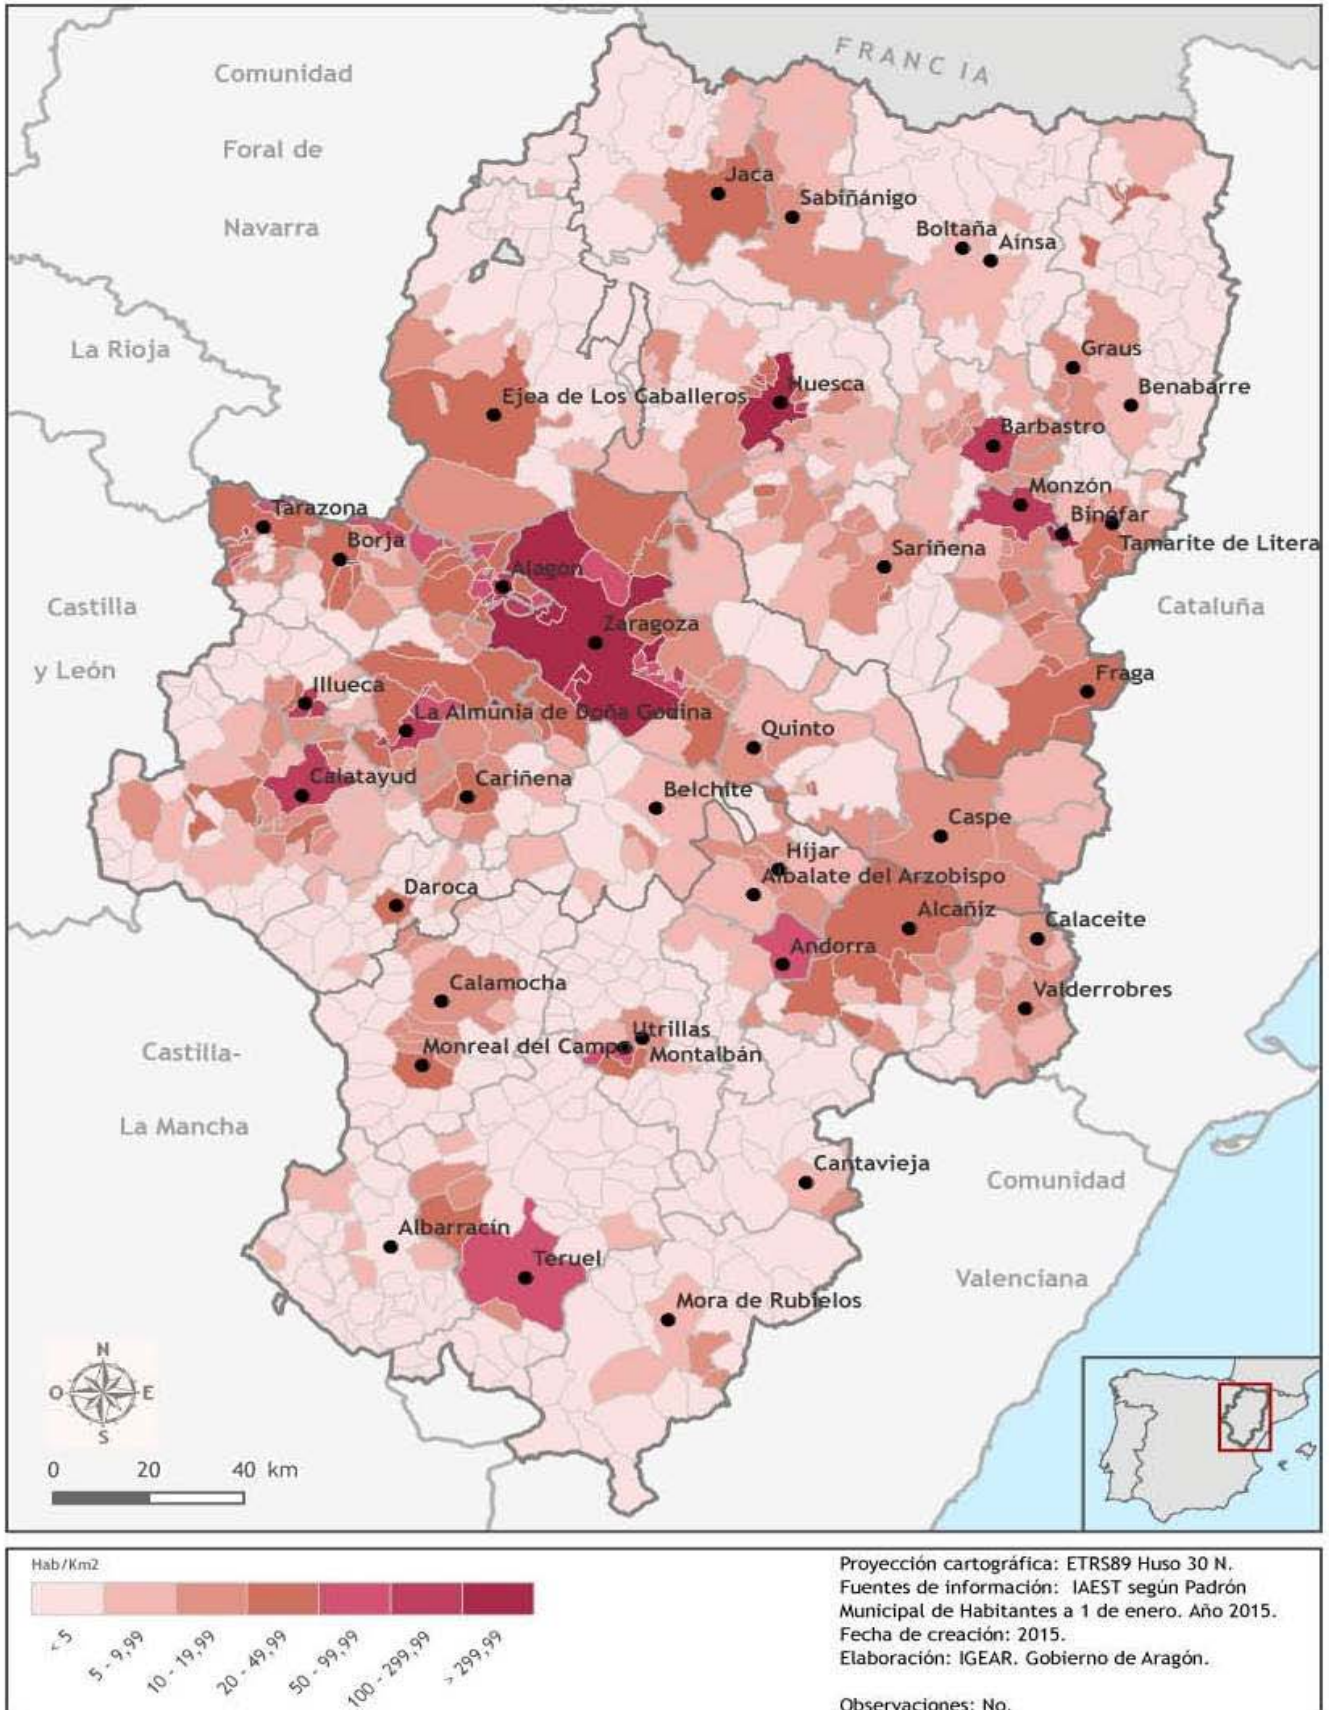 FRANCIA
Comunidad
Foral de
Navarra
Jaca
Sabiñánigo
Boltaña
Aínsa
La Rioja
Graus
Huesca
Benabarre
Ejea de Los Caballeros
Barbastro
Monzón
Tarazona
Binéfar
Borja
Sariñena
Tamarite de Litera
Alagón
Castilla
Cataluña
Zaragoza
y León
Fraga
Illueca
La Almunia de Doña Godina
Quinto
Calatayud
Cariñena
Belchite
Caspe
Híjar
Albalate del Arzobispo
Daroca
Alcañiz
Calaceite
Andorra
Calamocha
Valderrobres
Utrillas
Monreal del Campo
Montalbán
Castilla-
La Mancha
Cantavieja
Comunidad
Albarracín
Teruel
Valenciana
Mora de Rubielos
N
O E
S
0 20 40 km
Hab/Km2
< 5
5 - 9,99
10 - 19,99
20 - 49,99
50 - 99,99
100 - 299,99
> 299,99
Proyección cartográfica: ETRS89 Huso 30 N.
Fuentes de información: IAEST según Padrón
Municipal de Habitantes a 1 de enero. Año 2015.
Fecha de creación: 2015.
Elaboración: IGEAR. Gobierno de Aragón.
Observaciones: No.